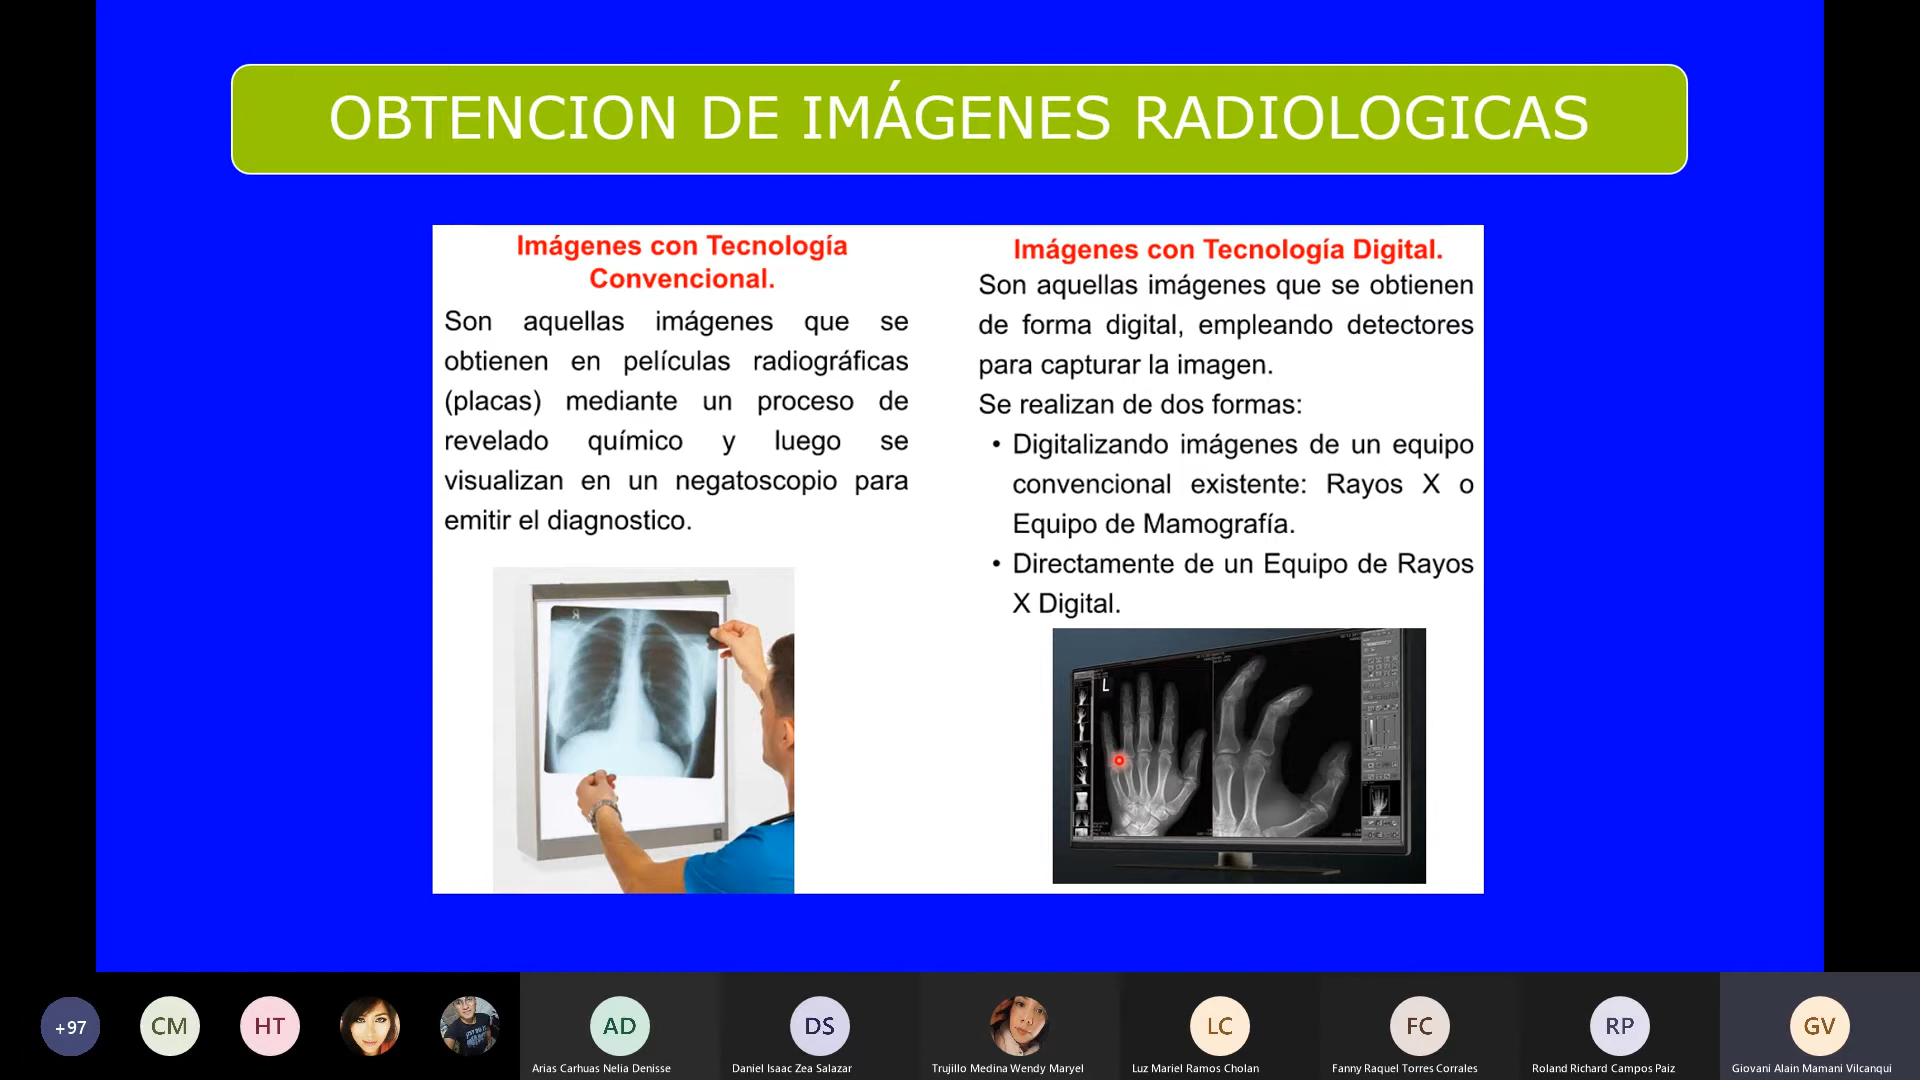 OBTENCION DE IMÁGENES RADIOLOGICAS
Imágenes con Tecnología
Convencional.
Son aquellas imágenes que se
obtienen en películas radiográficas
(placas) mediante un proceso de
revelado químico y luego se
visualizan en un negatoscopio para
emitir el diagnostico.
Imágenes con Tecnología Digital.
Son aquellas imágenes que se obtienen
de forma digital, empleando detectores
para capturar la imagen.
Se realizan de dos formas:
• Digitalizando imágenes de un equipo
convencional existente: Rayos X o
Equipo de Mamografía.
• Directamente de un Equipo de Rayos
X Digital.
L
+97
CM
HT
AD
DS
LC
FC
RP
GV
Arias Carhuas Nelia Denisse
Daniel Isaac Zea Salazar
Trujillo Medina Wendy Maryel
Luz Mariel Ramos Cholan
Fanny Raquel Torres Corrales
Roland Richard Campos Paiz
Giovani Alain Mamani Vilcanqui